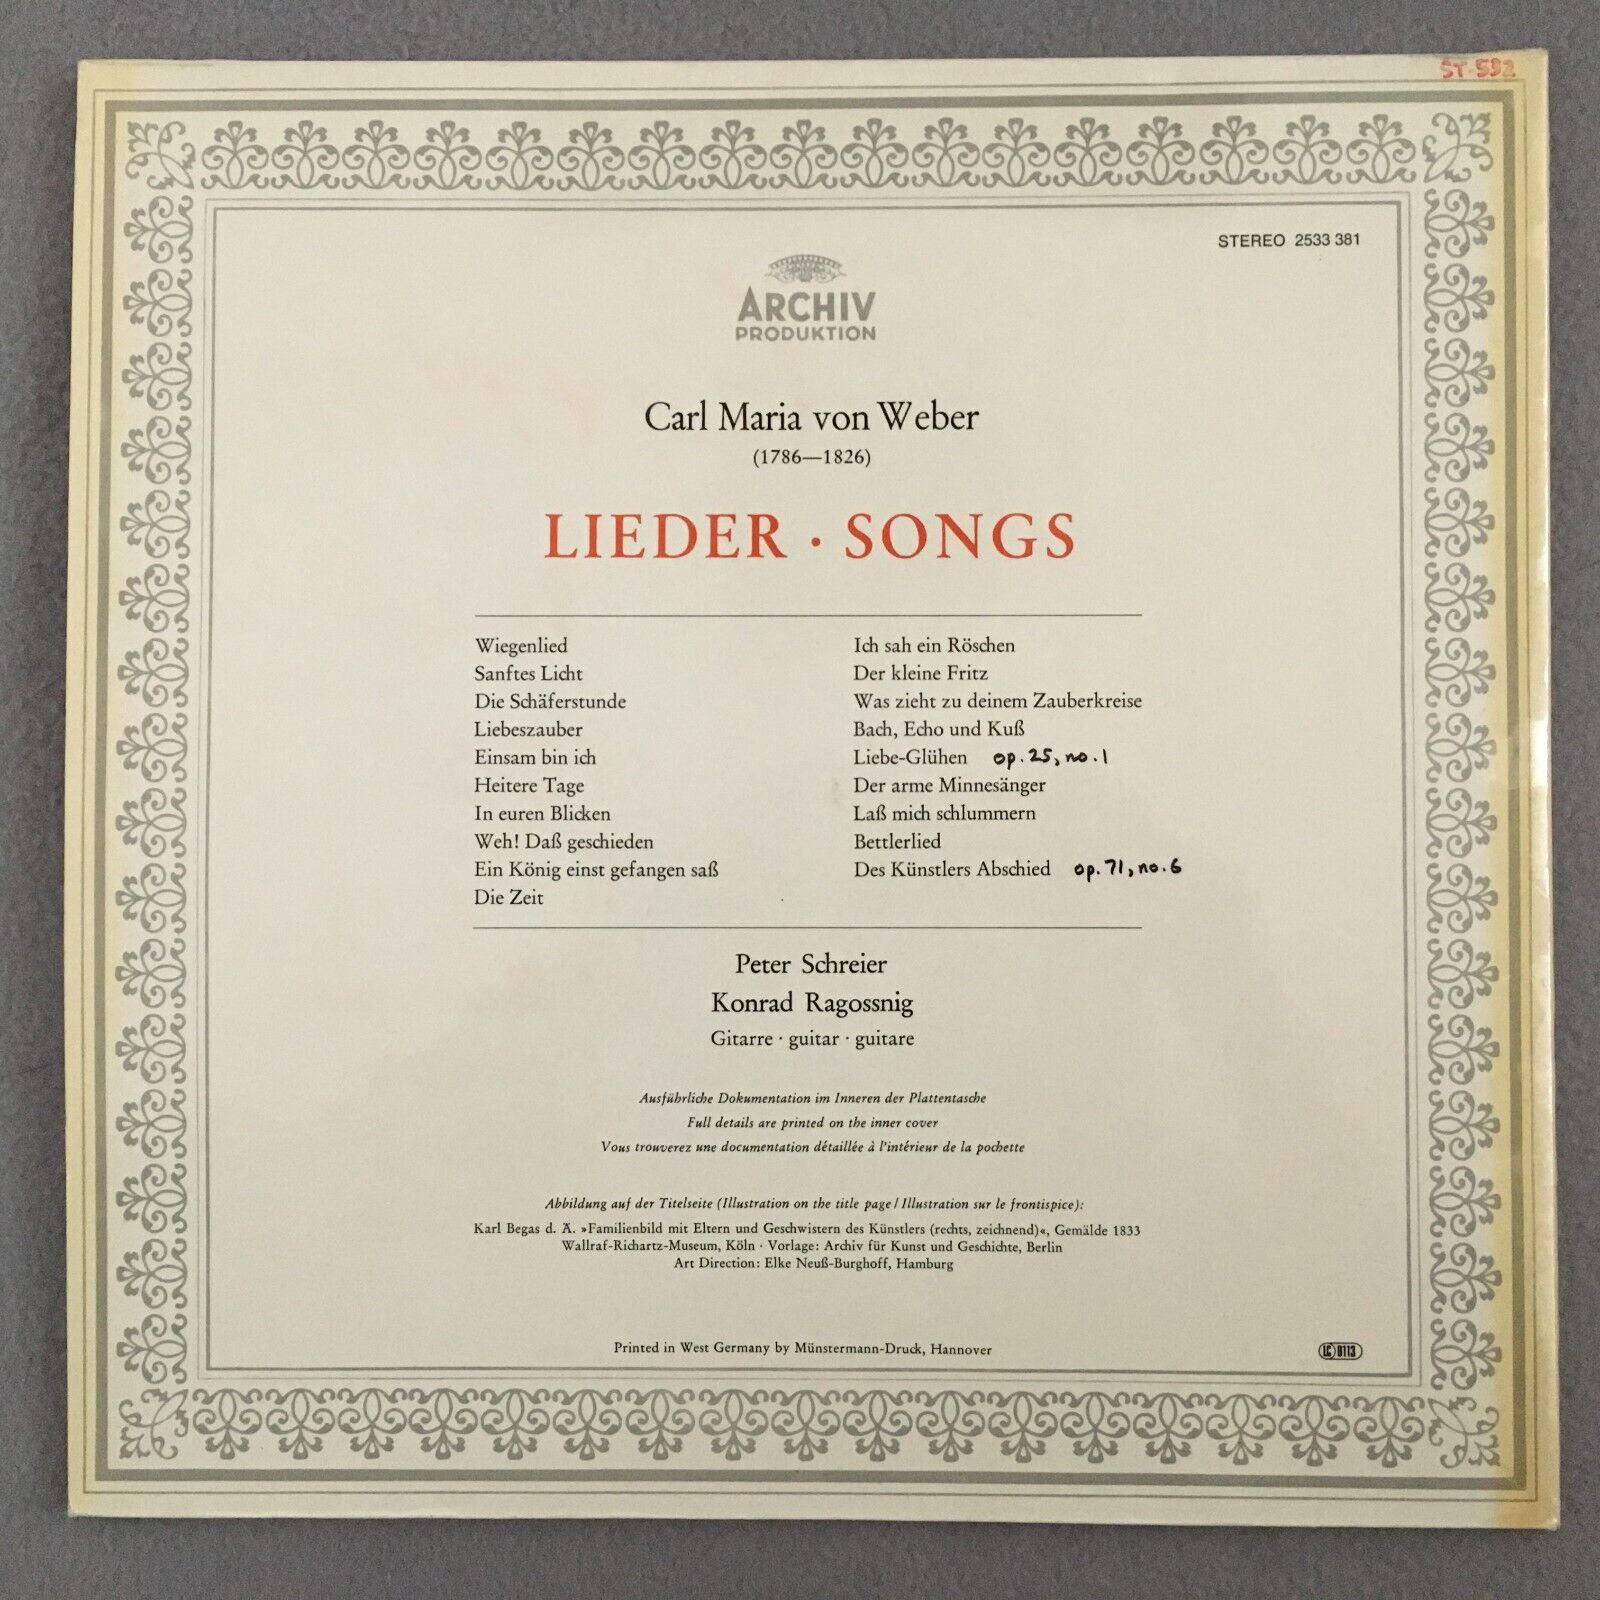 ST-592
STEREO 2533 381
ARCHIV
PRODUKTION
Carl Maria von Weber
(1786—1826)
LIEDER · SONGS
Wiegenlied
Sanftes Licht
Die Schäferstunde
Liebeszauber
Einsam bin ich
Heitere Tage
In euren Blicken
Weh! Daß geschieden
Ein König einst gefangen saß
Die Zeit
Ich sah ein Röschen
Der kleine Fritz
Was zieht zu deinem Zauberkreise
Bach, Echo und Kuß
Liebe-Glühen op. 25, no. 1
Der arme Minnesänger
Laß mich schlummern
Bettlerlied
Des Künstlers Abschied op. 71, no. 6
Peter Schreier
Konrad Ragossnig
Gitarre · guitar · guitare
Ausführliche Dokumentation im Inneren der Plattentasche
Full details are printed on the inner cover
Vous trouverez une documentation détaillée à l'intérieur de la pochette
Abbildung auf der Titelseite (Illustration on the title page / Illustration sur le frontispice):
Karl Begas d. Ä. »Familienbild mit Eltern und Geschwistern des Künstlers (rechts, zeichnend)«, Gemälde 1833
Wallraf-Richartz-Museum, Köln · Vorlage: Archiv für Kunst und Geschichte, Berlin
Art Direction: Elke Neuß-Burghoff, Hamburg
Printed in West Germany by Münstermann-Druck, Hannover
LC 0113